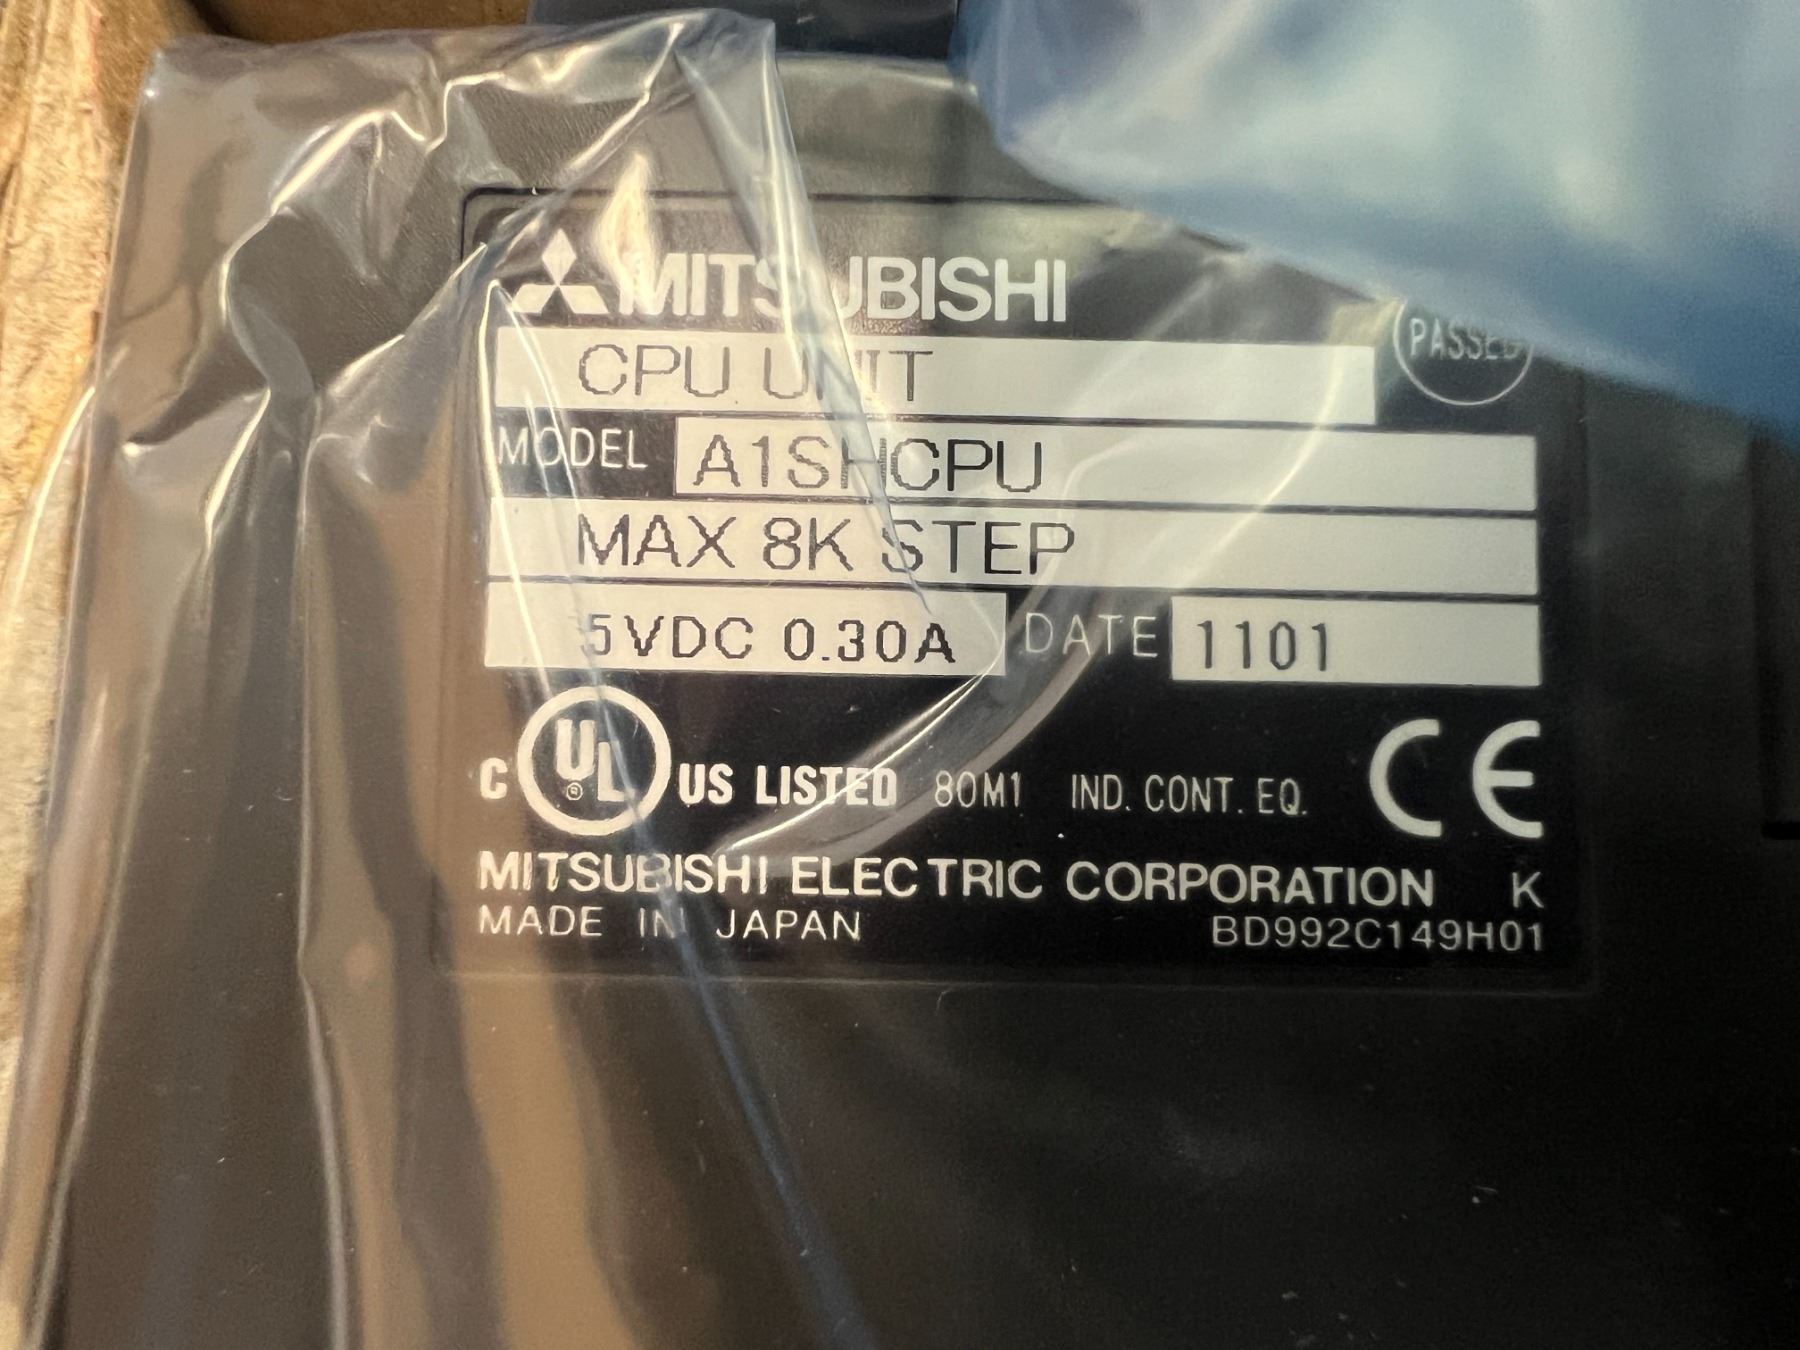 MITSUBISHI
PASSED
CPU UNIT
MODEL A1SHCPU
MAX 8K STEP
5VDC 0.30A DATE 1101
C UL ® US LISTED 80M1 IND. CONT. EQ. CE
MITSUBISHI ELECTRIC CORPORATION K
MADE IN JAPAN BD992C149H01